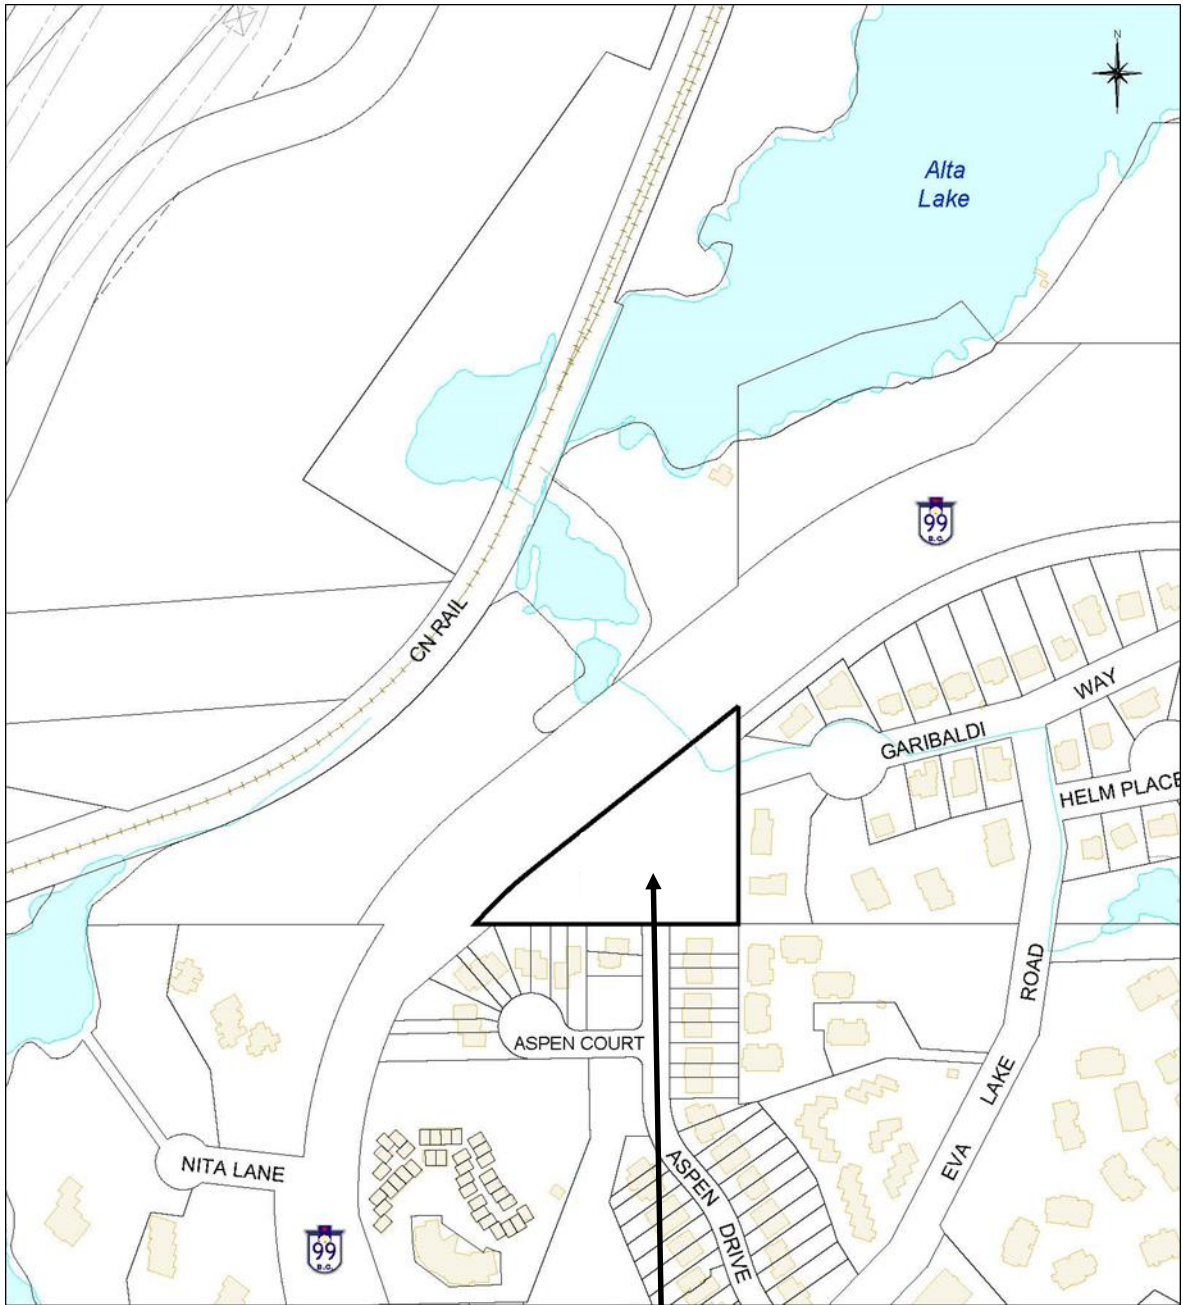 N
Alta
Lake
99
B.C.
CN RAIL
WAY
GARIBALDI
HELM PLACE
ROAD
ASPEN COURT
LAKE
EVA
NITA LANE
ASPEN
DRIVE
99
B.C.